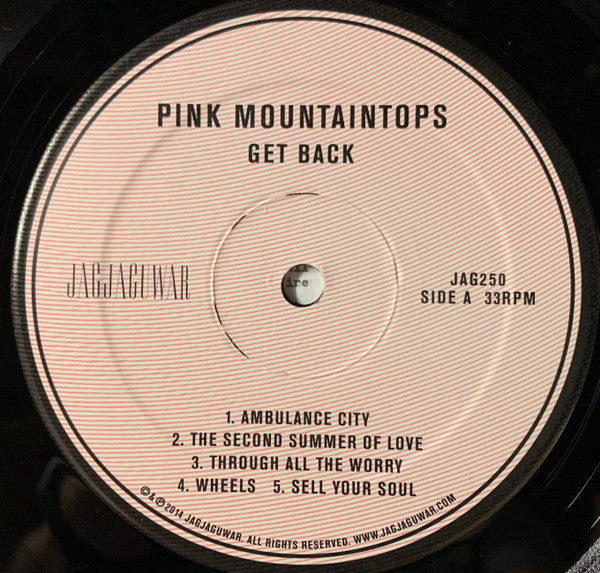 PINK MOUNTAINTOPS
GET BACK
JAGJAGUWAR
JAG250
SIDE A 33RPM
ire
1. AMBULANCE CITY
2. THE SECOND SUMMER OF LOVE
3. THROUGH ALL THE WORRY
4. WHEELS 5. SELL YOUR SOUL
© & ℗ 2014 JAGJAGUWAR. ALL RIGHTS RESERVED. WWW.JAGJAGUWAR.COM